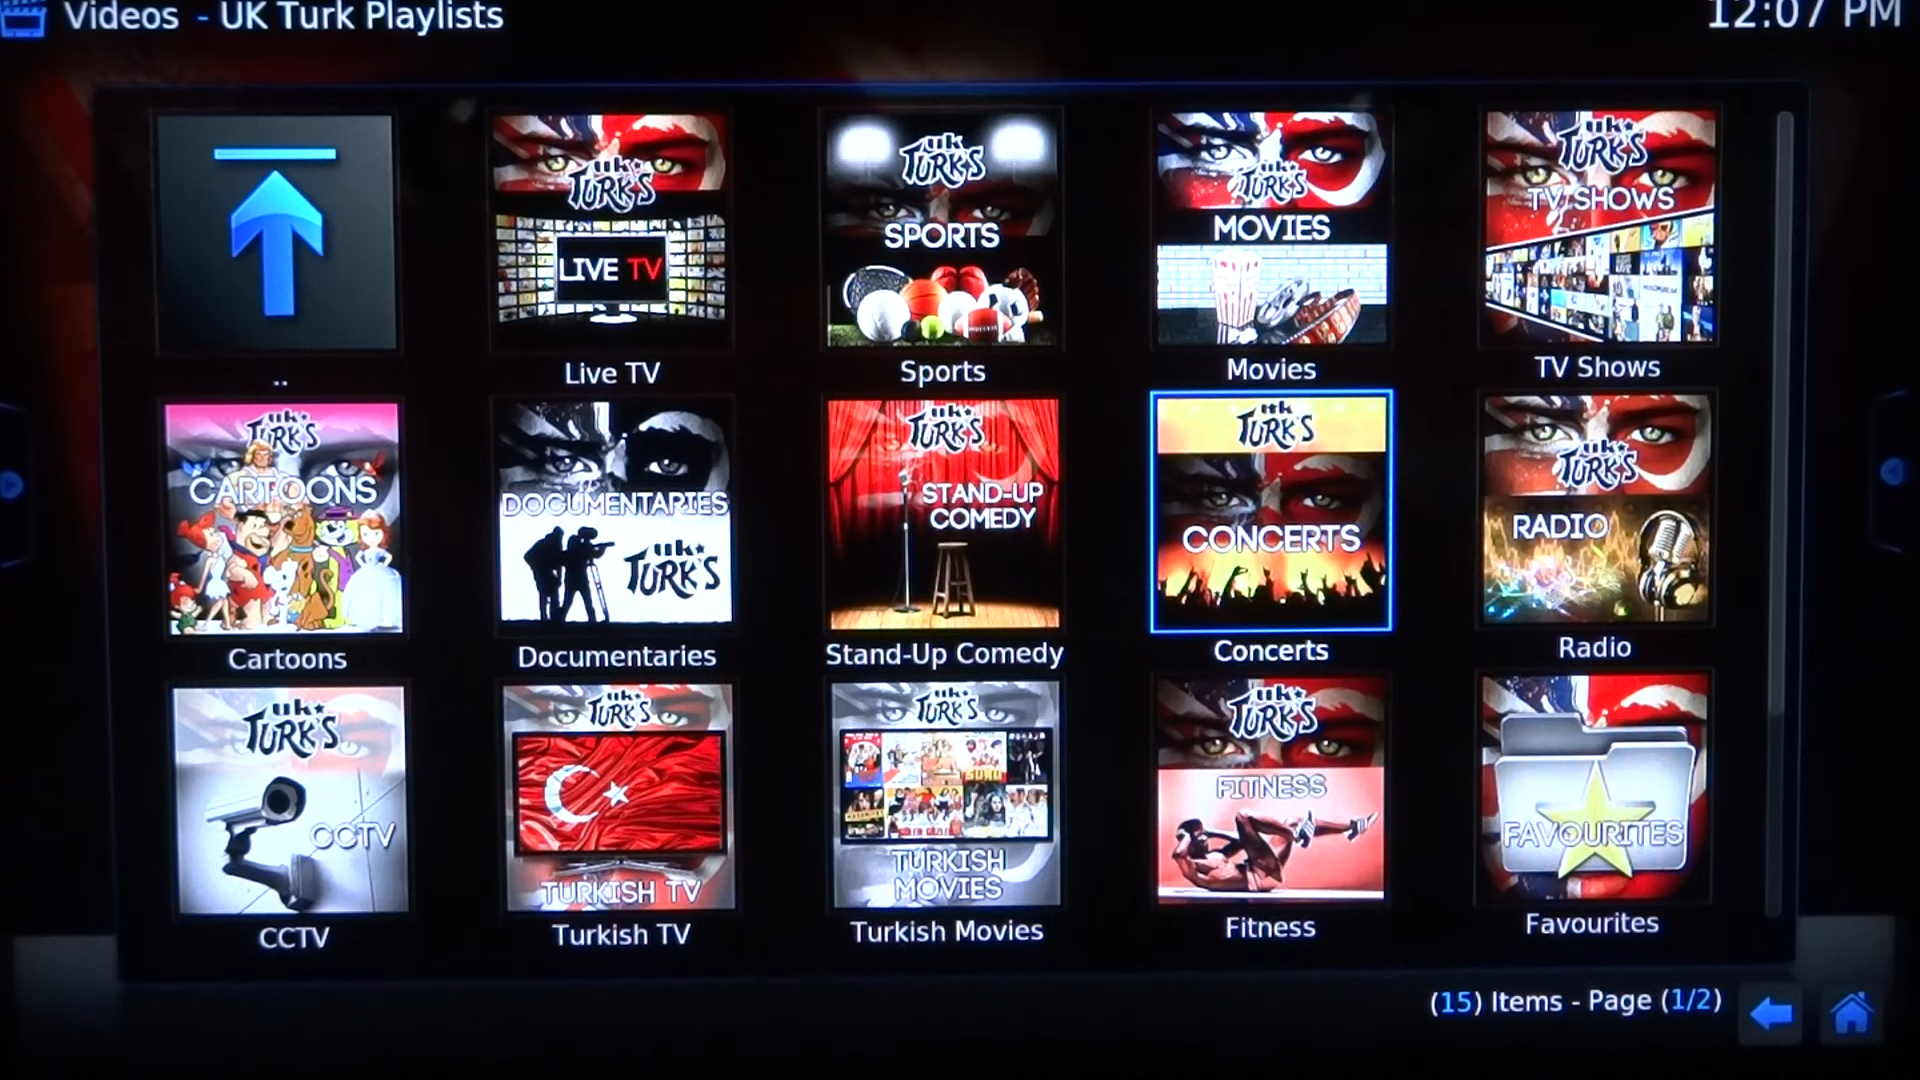 Videos - UK Turk Playlists
12:07 PM
uk
TURK'S
LIVE TV
Live TV
uk
TURK'S
SPORTS
Sports
uk
TURK'S
MOVIES
Movies
uk
TURK'S
TV SHOWS
TV Shows
..
uk
TURK'S
CARTOONS
Cartoons
DOCUMENTARIES
uk
TURK'S
Documentaries
uk
TURK'S
STAND-UP
COMEDY
Stand-Up Comedy
uk
TURK'S
CONCERTS
Concerts
uk
TURK'S
RADIO
Radio
uk
TURK'S
CCTV
CCTV
uk
TURK'S
TURKISH TV
Turkish TV
uk
TURK'S
TURKISH
MOVIES
Turkish Movies
uk
TURK'S
FITNESS
Fitness
FAVOURITES
Favourites
(15) Items - Page (1/2)